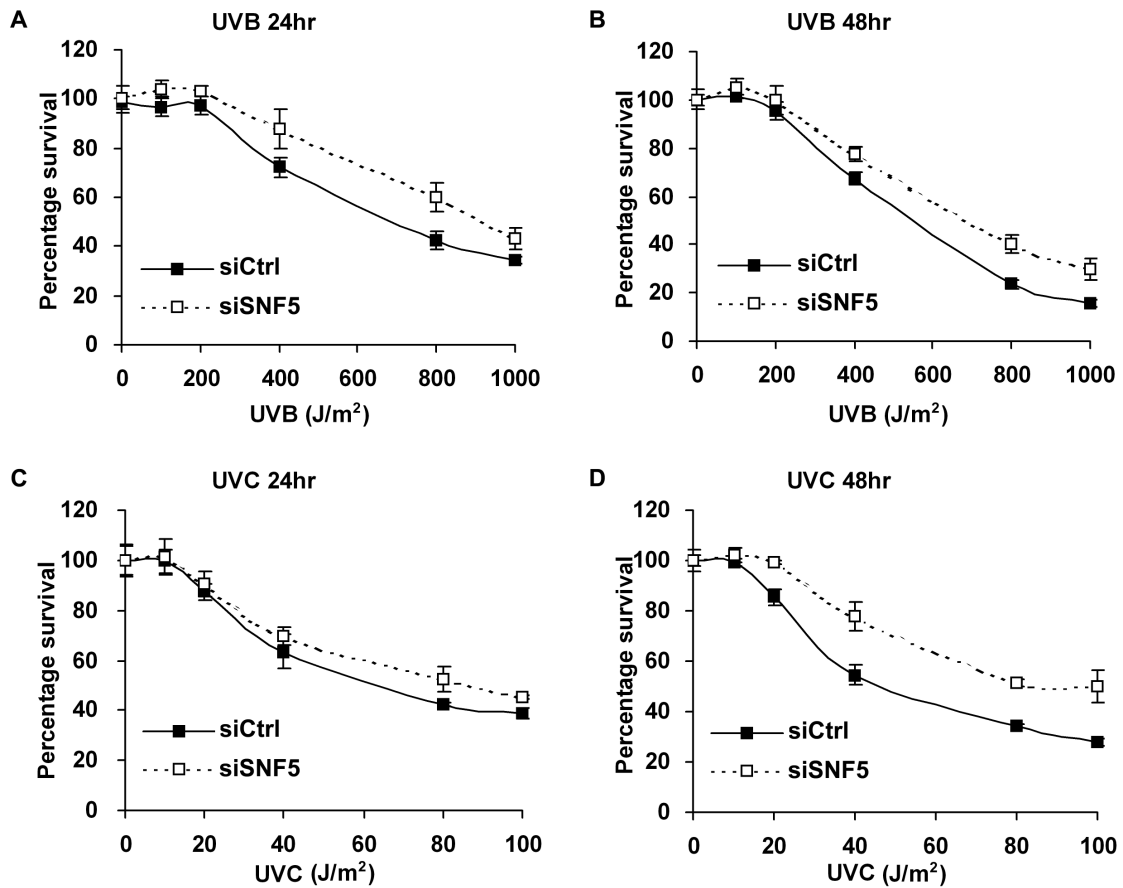 A
UVB 24hr
120
100
80
60
40
20
0
Percentage survival
siCtrl
siSNF5
0 200 400 600 800 1000
UVB (J/m²)
B
UVB 48hr
120
100
80
60
40
20
0
Percentage survival
siCtrl
siSNF5
0 200 400 600 800 1000
UVB (J/m²)
C
UVC 24hr
120
100
80
60
40
20
0
Percentage survival
siCtrl
siSNF5
0 20 40 60 80 100
UVC (J/m²)
D
UVC 48hr
120
100
80
60
40
20
0
Percentage survival
siCtrl
siSNF5
0 20 40 60 80 100
UVC (J/m²)